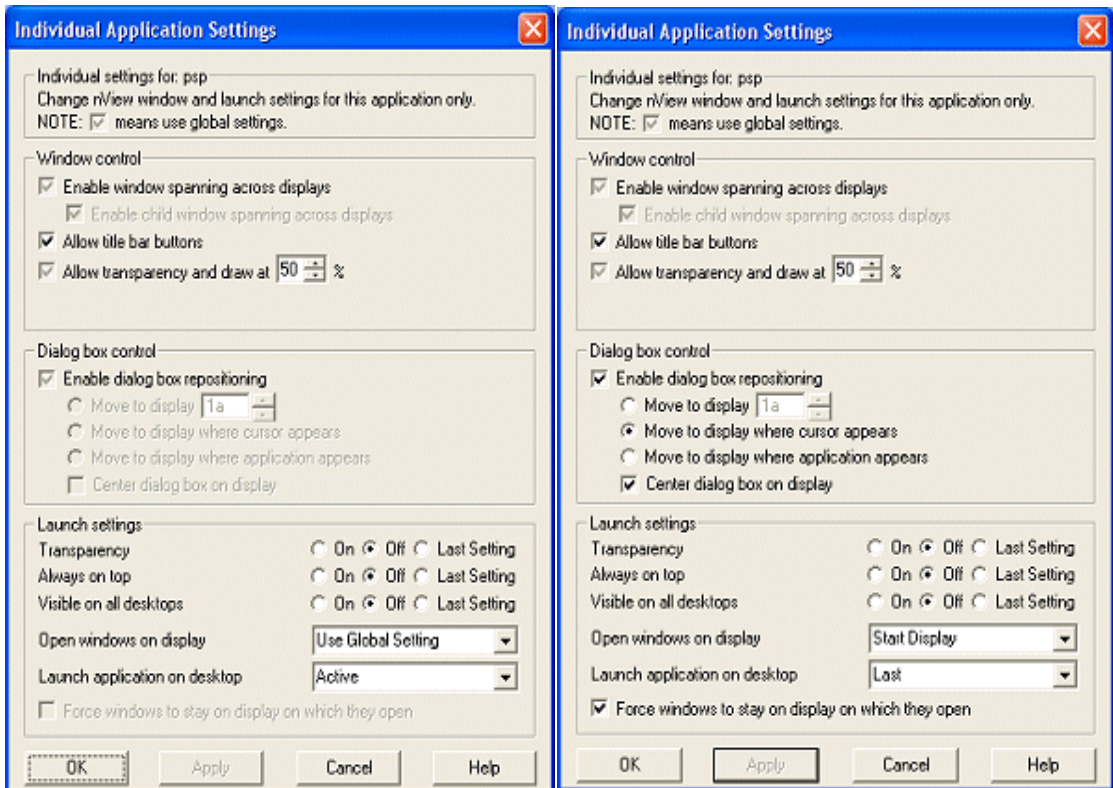 Individual Application Settings
Individual settings for: psp
Change nView window and launch settings for this application only.
NOTE: means use global settings.
Window control
Enable window spanning across displays
Enable child window spanning across displays
Allow title bar buttons
Allow transparency and draw at 50 %
Dialog box control
Enable dialog box repositioning
Move to display 1a
Move to display where cursor appears
Move to display where application appears
Center dialog box on display
Launch settings
Transparency On Off Last Setting
Always on top On Off Last Setting
Visible on all desktops On Off Last Setting
Open windows on display Use Global Setting
Launch application on desktop Active
Force windows to stay on display on which they open
OK Apply Cancel Help
Individual Application Settings
Individual settings for: psp
Change nView window and launch settings for this application only.
NOTE: means use global settings.
Window control
Enable window spanning across displays
Enable child window spanning across displays
Allow title bar buttons
Allow transparency and draw at 50 %
Dialog box control
Enable dialog box repositioning
Move to display 1a
Move to display where cursor appears
Move to display where application appears
Center dialog box on display
Launch settings
Transparency On Off Last Setting
Always on top On Off Last Setting
Visible on all desktops On Off Last Setting
Open windows on display Start Display
Launch application on desktop Last
Force windows to stay on display on which they open
OK Apply Cancel Help